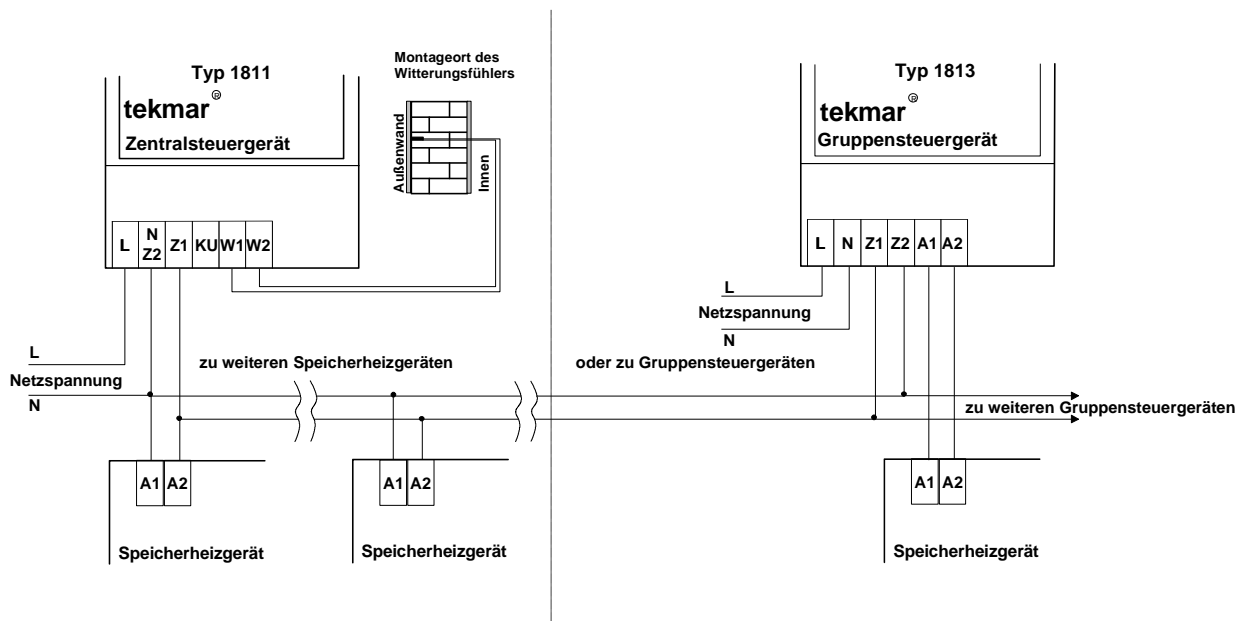 Typ 1811
tekmar ®
Zentralsteuergerät
L
N
Z2
Z1
KU
W1
W2
Montageort des
Witterungsfühlers
Außenwand
Innen
L
Netzspannung
N
zu weiteren Speicherheizgeräten
A1
A2
Speicherheizgerät
A1
A2
Speicherheizgerät
Typ 1813
tekmar ®
Gruppensteuergerät
L
N
Z1
Z2
A1
A2
L
Netzspannung
N
oder zu Gruppensteuergeräten
zu weiteren Gruppensteuergeräten
A1
A2
Speicherheizgerät